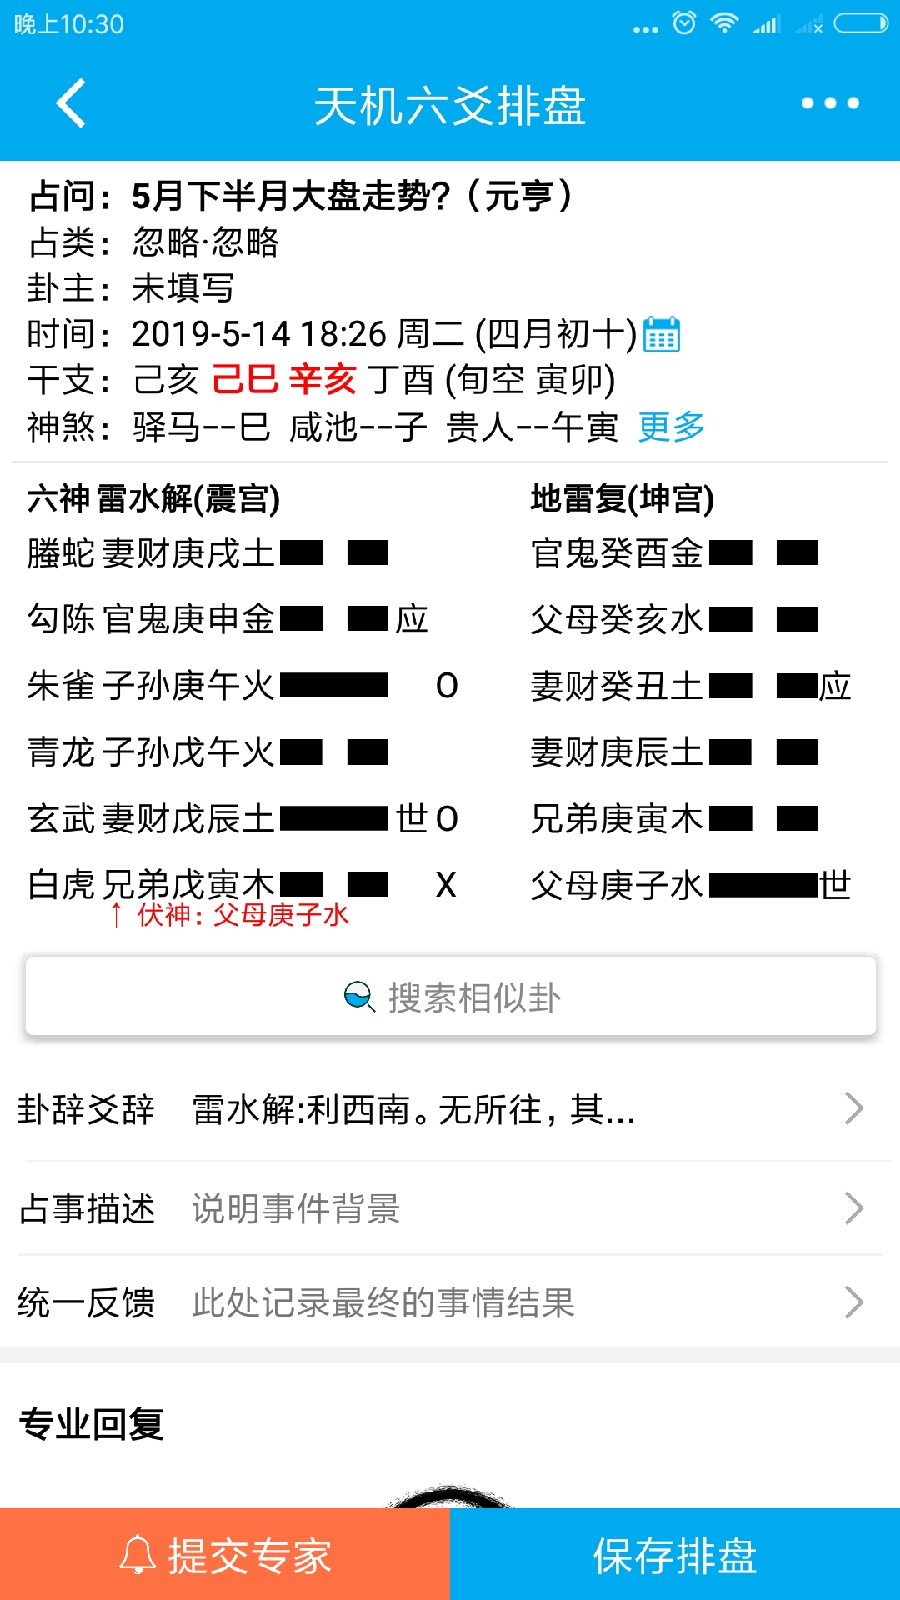 晚上10:30
天机六爻排盘
占问：5月下半月大盘走势?（元亨）
占类：忽略·忽略
卦主：未填写
时间：2019-5-14 18:26 周二 (四月初十)
干支：己亥 己巳 辛亥 丁酉 (旬空 寅卯)
神煞：驿马--巳 咸池--子 贵人--午寅 更多
六神 雷水解(震宫) 地雷复(坤宫)
螣蛇 妻财庚戌土 官鬼癸酉金
勾陈 官鬼庚申金 应 父母癸亥水
朱雀 子孙庚午火 O 妻财癸丑土 应
青龙 子孙戊午火 妻财庚辰土
玄武 妻财戊辰土 世 O 兄弟庚寅木
白虎 兄弟戊寅木 X 父母庚子水 世
↑ 伏神：父母庚子水
搜索相似卦
卦辞爻辞 雷水解:利西南。无所往，其...
占事描述 说明事件背景
统一反馈 此处记录最终的事情结果
专业回复
提交专家 保存排盘